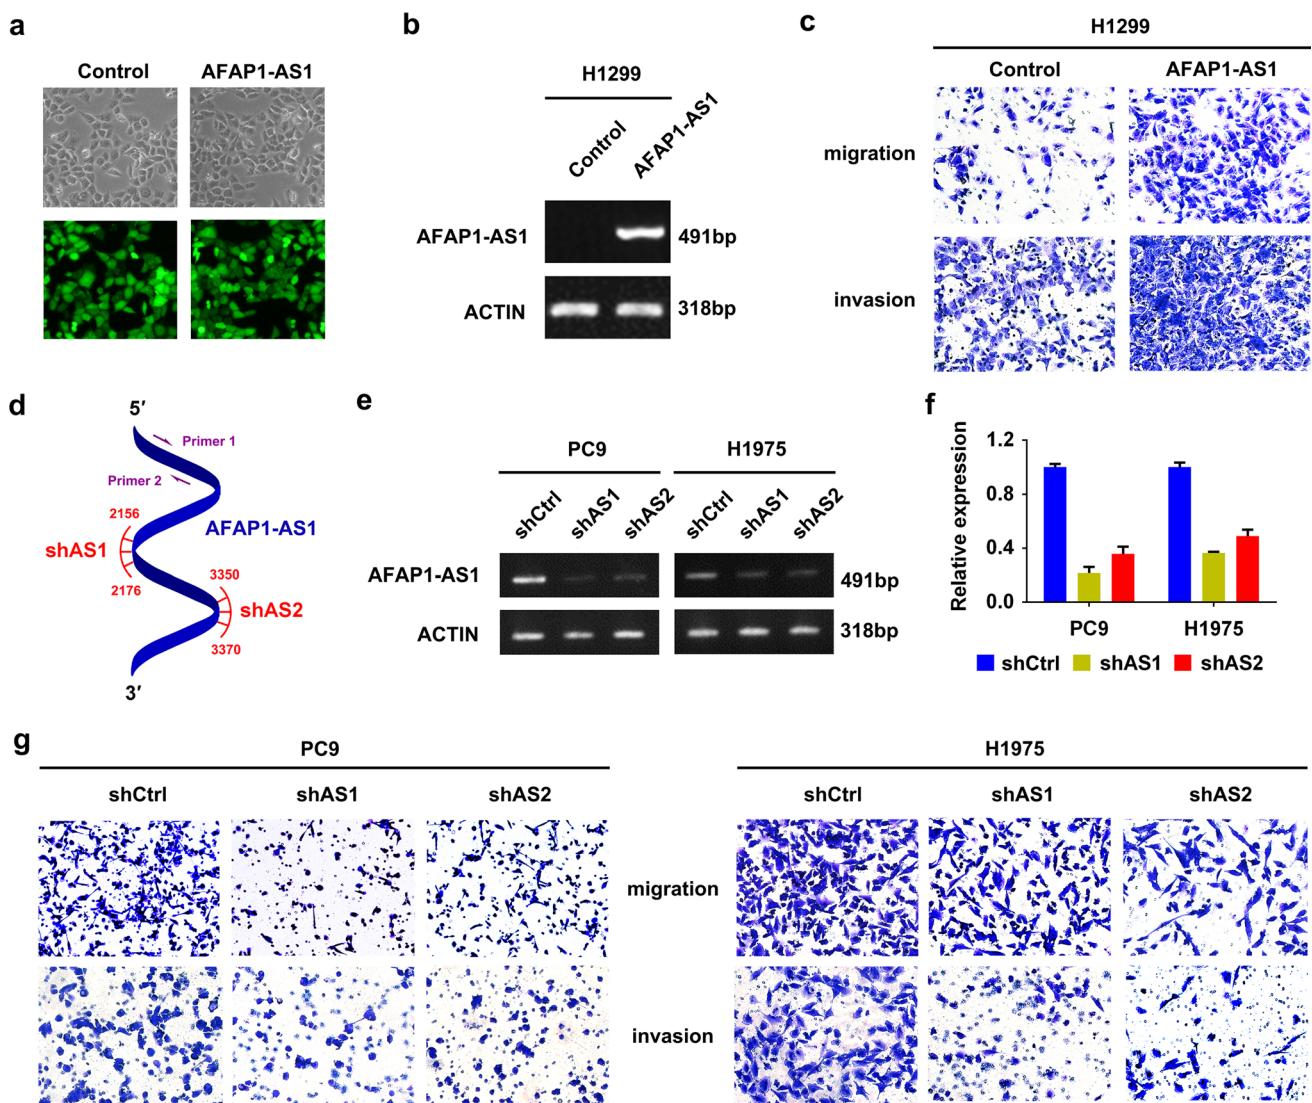 a
Control
AFAP1-AS1
b
H1299
Control
AFAP1-AS1
AFAP1-AS1
491bp
ACTIN
318bp
c
H1299
Control
AFAP1-AS1
migration
invasion
d
5′
Primer 1
Primer 2
2156
AFAP1-AS1
shAS1
2176
3350
shAS2
3370
3′
e
PC9
H1975
shCtrl
shAS1
shAS2
shCtrl
shAS1
shAS2
AFAP1-AS1
491bp
ACTIN
318bp
f
Relative expression
1.2
0.8
0.4
0.0
PC9
H1975
shCtrl
shAS1
shAS2
g
PC9
H1975
shCtrl
shAS1
shAS2
shCtrl
shAS1
shAS2
migration
invasion